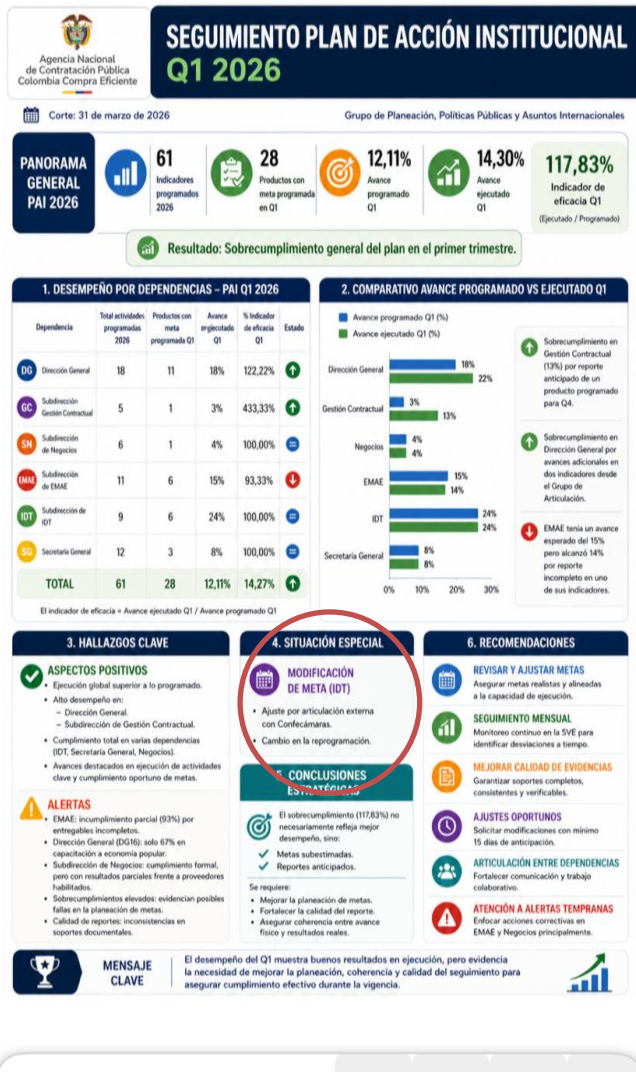 Agencia Nacional
de Contratación Pública
Colombia Compra Eficiente
SEGUIMIENTO PLAN DE ACCIÓN INSTITUCIONAL
Q1 2026
Corte: 31 de marzo de 2026
Grupo de Planeación, Políticas Públicas y Asuntos Internacionales
PANORAMA
GENERAL
PAI 2026
61
Indicadores
programados
2026
28
Productos con
meta programada
en Q1
12,11%
Avance
programado
Q1
14,30%
Avance
ejecutado
Q1
117,83%
Indicador de
eficacia Q1
(Ejecutado / Programado)
Resultado: Sobrecumplimiento general del plan en el primer trimestre.
1. DESEMPEÑO POR DEPENDENCIAS – PAI Q1 2026
Dependencia
Total actividades
programadas
2026
Productos con
meta
programada Q1
Avance
Q1
% Indicador
de eficacia
Q1
Estado
DG Dirección General 18 11 18% 122,22%
GC Subdirección
Gestión Contractual 5 1 3% 433,33%
SN Subdirección
de Negocios 6 1 4% 100,00%
EMAE Subdirección
de EMAE 11 6 15% 93,33%
IDT Subdirección de
IDT 9 6 24% 100,00%
SG Secretaría General 12 3 8% 100,00%
TOTAL 61 28 12,11% 14,27%
El indicador de eficacia = Avance ejecutado Q1 / Avance programado Q1
2. COMPARATIVO AVANCE PROGRAMADO VS EJECUTADO Q1
Avance programado Q1 (%)
Avance ejecutado Q1 (%)
Dirección General 18%
22%
Gestión Contractual 3%
13%
Negocios 4%
4%
EMAE 15%
14%
IDT 24%
24%
Secretaría General 8%
8%
0% 10% 20% 30%
Sobrecumplimiento en
Gestión Contractual
(13%) por reporte
anticipado de un
producto programado
para Q4.
Sobrecumplimiento en
Dirección General por
avances adicionales en
dos indicadores desde
el Grupo de
Articulación.
EMAE tenía un avance
esperado del 15%
pero alcanzó 14%
por reporte
incompleto en uno
de sus indicadores.
3. HALLAZGOS CLAVE
ASPECTOS POSITIVOS
• Ejecución global superior a lo programado.
• Alto desempeño en:
– Dirección General.
– Subdirección de Gestión Contractual.
• Cumplimiento total en varias dependencias
(IDT, Secretaría General, Negocios).
• Avances destacados en ejecución de actividades
clave y cumplimiento oportuno de metas.
ALERTAS
• EMAE: incumplimiento parcial (93%) por
entregables incompletos.
• Dirección General (DG16): solo 67% en
capacitación a economía popular.
• Subdirección de Negocios: cumplimiento formal,
pero con resultados parciales frente a proveedores
habilitados.
• Sobrecumplimientos elevados: evidencian posibles
fallas en la planeación de metas.
• Calidad de reportes: inconsistencias en
soportes documentales.
4. SITUACIÓN ESPECIAL
MODIFICACIÓN
DE META (IDT)
• Ajuste por articulación externa
con Confecámaras.
• Cambio en la reprogramación.
5. CONCLUSIONES
ESTRATÉGICAS
El sobrecumplimiento (117,83%) no
necesariamente refleja mejor
desempeño, sino:
Metas subestimadas.
Reportes anticipados.
Se requiere:
• Mejorar la planeación de metas.
• Fortalecer la calidad del reporte.
• Asegurar coherencia entre avance
físico y resultados reales.
6. RECOMENDACIONES
REVISAR Y AJUSTAR METAS
Asegurar metas realistas y alineadas
a la capacidad de ejecución.
SEGUIMIENTO MENSUAL
Monitoreo continuo en la SVE para
identificar desviaciones a tiempo.
MEJORAR CALIDAD DE EVIDENCIAS
Garantizar soportes completos,
consistentes y verificables.
AJUSTES OPORTUNOS
Solicitar modificaciones con mínimo
15 días de anticipación.
ARTICULACIÓN ENTRE DEPENDENCIAS
Fortalecer comunicación y trabajo
colaborativo.
ATENCIÓN A ALERTAS TEMPRANAS
Enfocar acciones correctivas en
EMAE y Negocios principalmente.
MENSAJE
CLAVE
El desempeño del Q1 muestra buenos resultados en ejecución, pero evidencia
la necesidad de mejorar la planeación, coherencia y calidad del seguimiento para
asegurar cumplimiento efectivo durante la vigencia.